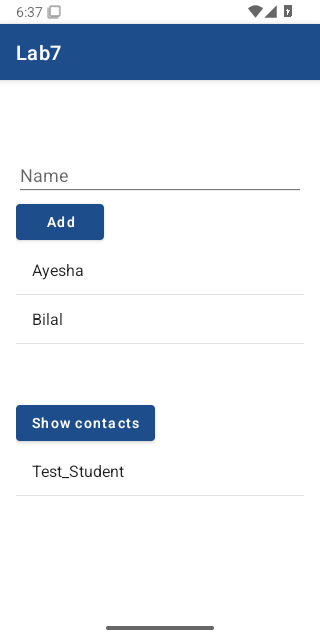 6:37
Lab7
Name
Add
Ayesha
Bilal
Show contacts
Test_Student